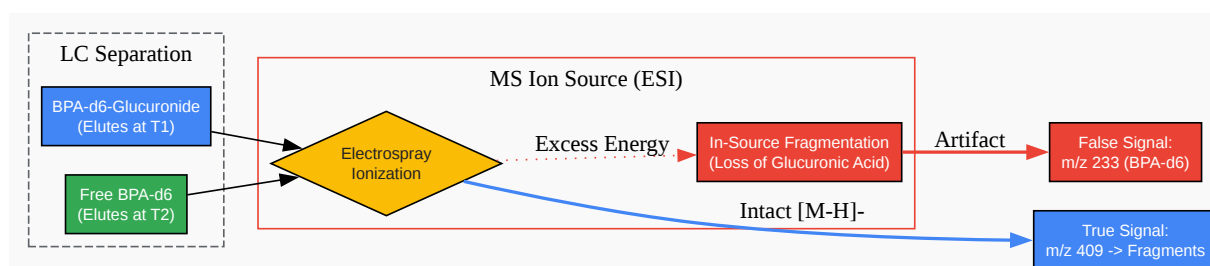 LC Separation
BPA-d6-Glucuronide
(Elutes at T1)
Free BPA-d6
(Elutes at T2)
MS Ion Source (ESI)
Electrospray
Ionization
Excess Energy
In-Source Fragmentation
(Loss of Glucuronic Acid)
Artifact
False Signal:
m/z 233 (BPA-d6)
Intact [M-H]-
True Signal:
m/z 409 -> Fragments